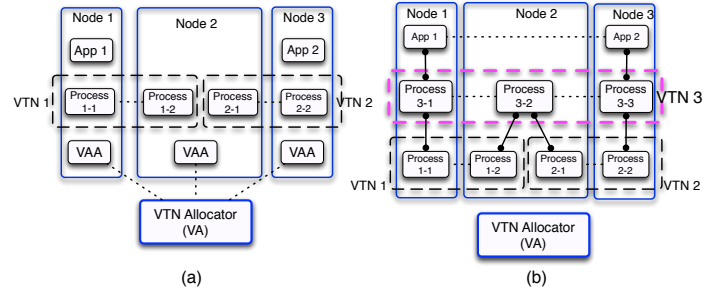 Node 1
Node 2
Node 3
App 1
App 2
VTN 1
Process
1-1
Process
1-2
Process
2-1
Process
2-2
VTN 2
VAA
VAA
VAA
VTN Allocator
(VA)
(a)
Node 1
Node 2
Node 3
App 1
App 2
Process
3-1
Process
3-2
Process
3-3
VTN 3
Process
1-1
Process
1-2
Process
2-1
Process
2-2
VTN 1
VTN 2
VTN Allocator
(VA)
(b)